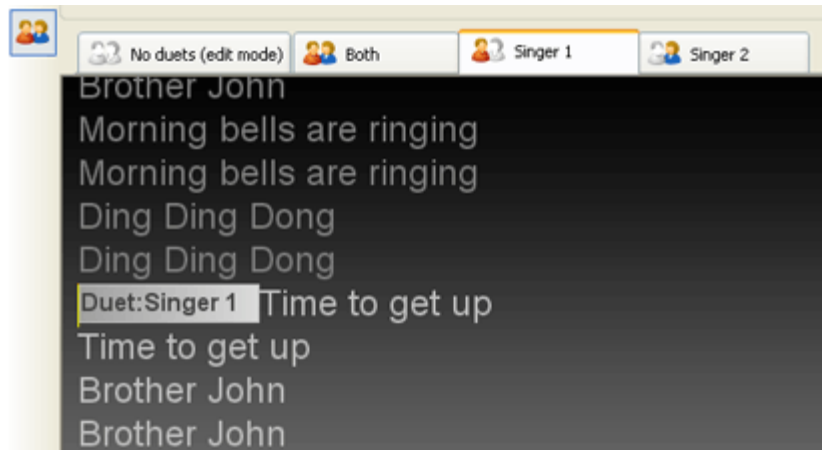 No duets (edit mode) Both Singer 1 Singer 2
Brother John
Morning bells are ringing
Morning bells are ringing
Ding Ding Dong
Ding Ding Dong
Duet:Singer 1 Time to get up
Time to get up
Brother John
Brother John